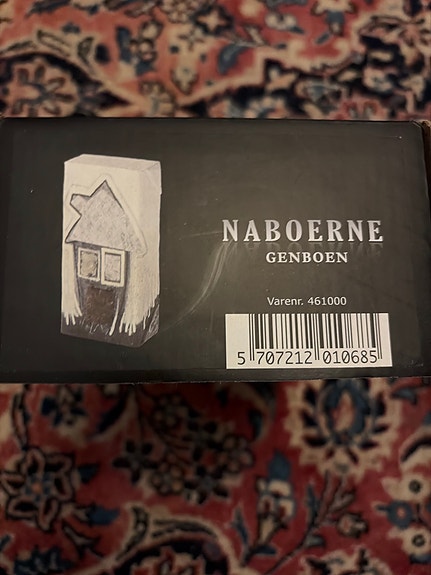 NABOERNE
GENBOEN
Varenr. 461000
5 707212 010685